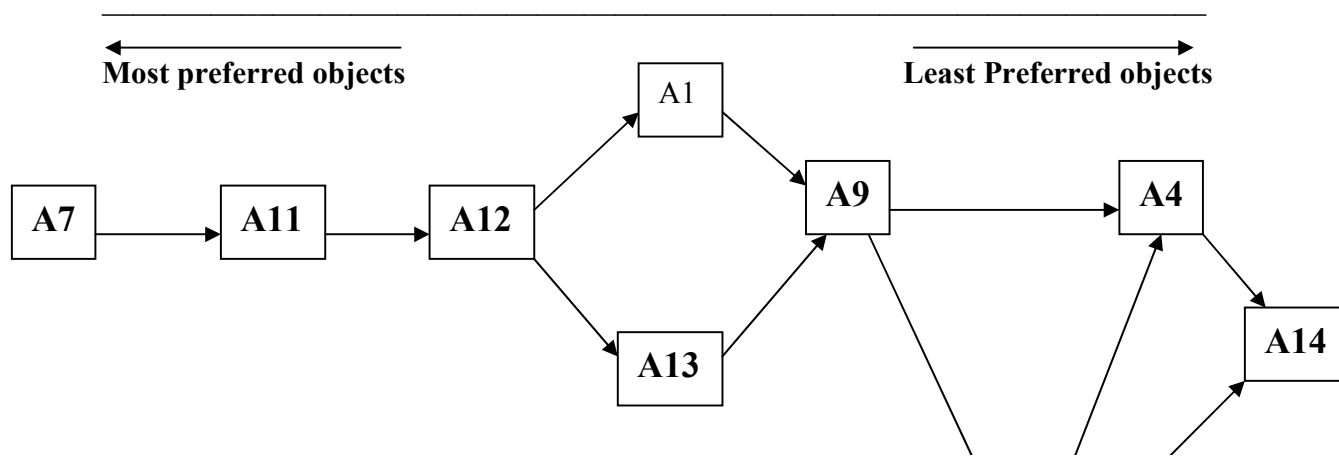 Most preferred objects
Least Preferred objects
A1
A7
A11
A12
A9
A4
A13
A14